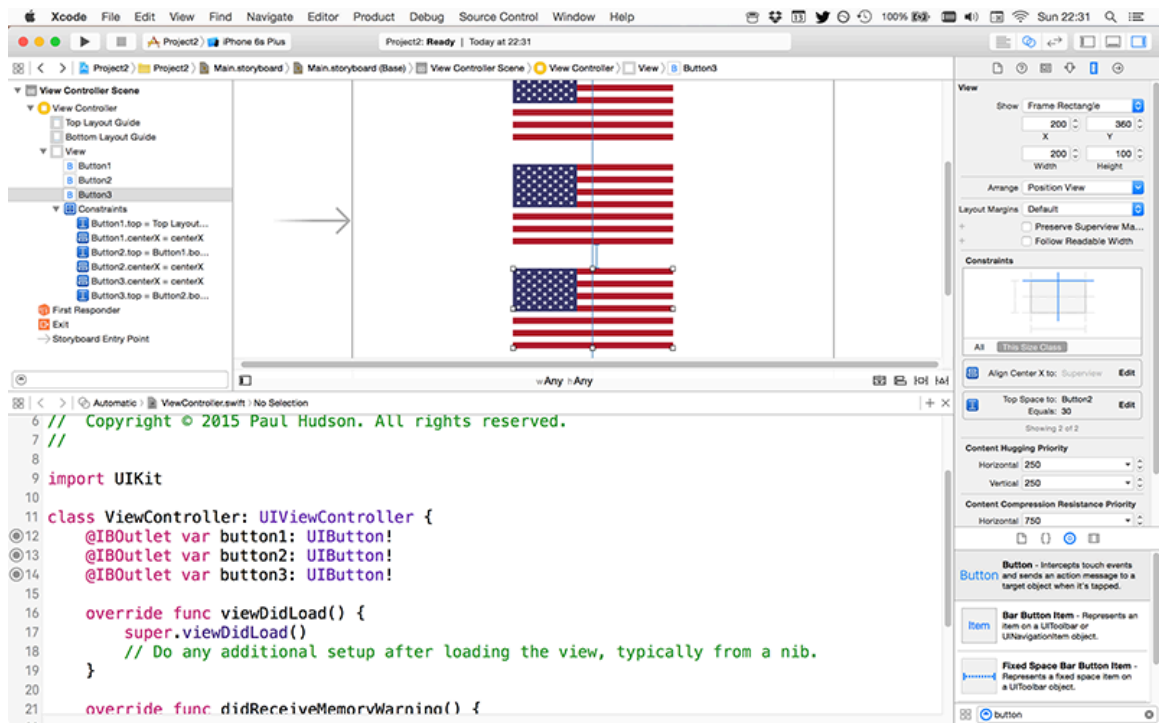 Xcode File Edit View Find Navigate Editor Product Debug Source Control Window Help 100% Sun 22:31
Project2 iPhone 6s Plus Project2: Ready | Today at 22:31
Project2 Project2 Main.storyboard Main.storyboard (Base) View Controller Scene View Controller View B Button3
View Controller Scene
View Controller
Top Layout Guide
Bottom Layout Guide
View
B Button1
B Button2
B Button3
Constraints
Button1.top = Top Layout...
Button1.centerX = centerX
Button2.top = Button1.bo...
Button2.centerX = centerX
Button3.centerX = centerX
Button3.top = Button2.bo...
First Responder
Exit
Storyboard Entry Point
wAny hAny
View
Show Frame Rectangle
200 360
X Y
200 100
Width Height
Arrange Position View
Layout Margins Default
Preserve Superview Ma...
Follow Readable Width
Constraints
All This Size Class
Align Center X to: Superview Edit
Top Space to: Button2
Equals: 30 Edit
Showing 2 of 2
Content Hugging Priority
Horizontal 250
Vertical 250
Content Compression Resistance Priority
Horizontal 750
Automatic ViewController.swift No Selection
6 // Copyright © 2015 Paul Hudson. All rights reserved.
7 //
8
9 import UIKit
10
11 class ViewController: UIViewController {
12 @IBOutlet var button1: UIButton!
13 @IBOutlet var button2: UIButton!
14 @IBOutlet var button3: UIButton!
15
16 override func viewDidLoad() {
17 super.viewDidLoad()
18 // Do any additional setup after loading the view, typically from a nib.
19 }
20
21 override func didReceiveMemoryWarning() {
Button
Button - Intercepts touch events
and sends an action message to a
target object when it's tapped.
Item
Bar Button Item - Represents an
item on a UIToolbar or
UINavigationItem object.
Fixed Space Bar Button Item -
Represents a fixed space item on
a UIToolbar object.
button